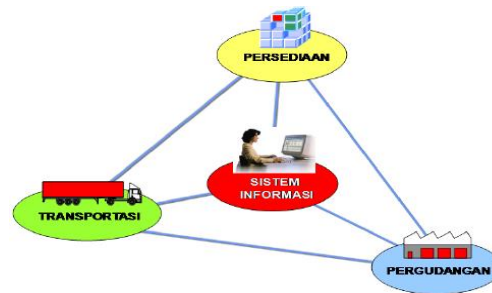 PERSEDIAAN
SISTEM
INFORMASI
TRANSPORTASI
PERGUDANGAN